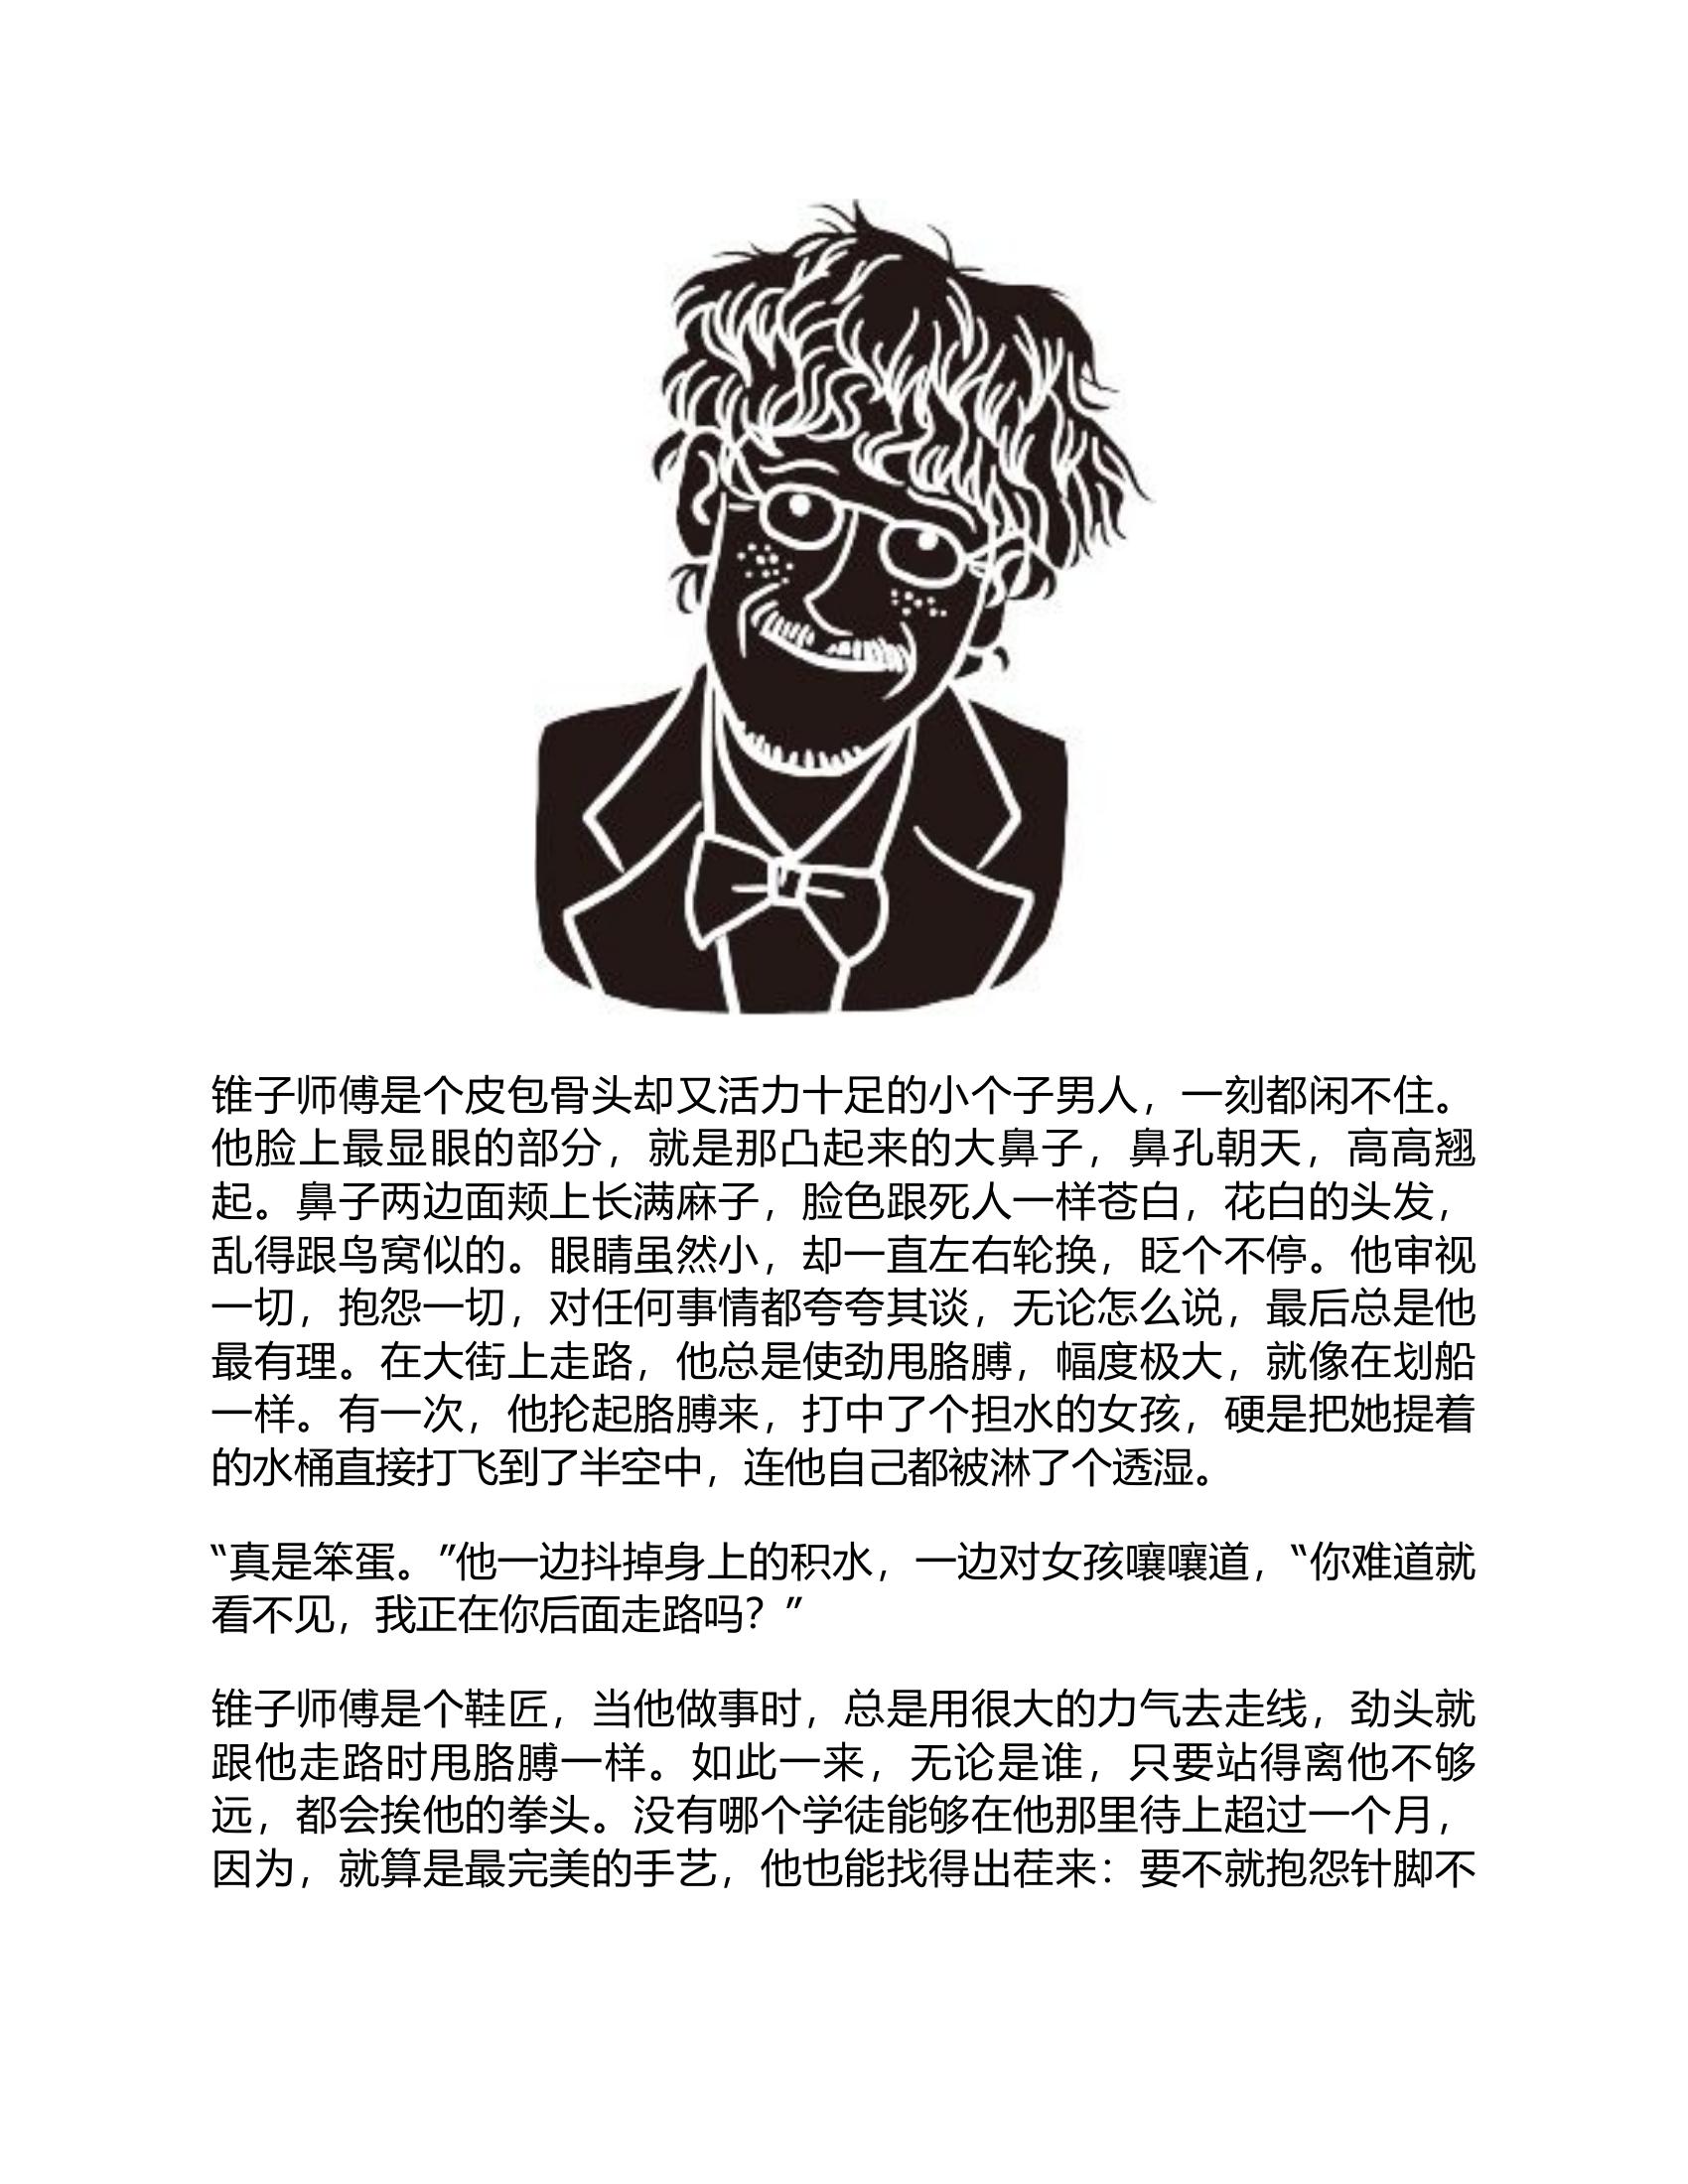 锥子师傅是个皮包骨头却又活力十足的小个子男人，一刻都闲不住。
他脸上最显眼的部分，就是那凸起来的大鼻子，鼻孔朝天，高高翘
起。鼻子两边面颊上长满麻子，脸色跟死人一样苍白，花白的头发，
乱得跟鸟窝似的。眼睛虽然小，却一直左右轮换，眨个不停。他审视
一切，抱怨一切，对任何事情都夸夸其谈，无论怎么说，最后总是他
最有理。在大街上走路，他总是使劲甩胳膊，幅度极大，就像在划船
一样。有一次，他抡起胳膊来，打中了个担水的女孩，硬是把她提着
的水桶直接打飞到了半空中，连他自己都被淋了个透湿。
“真是笨蛋。”他一边抖掉身上的积水，一边对女孩嚷嚷道，“你难道就
看不见，我正在你后面走路吗？”
锥子师傅是个鞋匠，当他做事时，总是用很大的力气去走线，劲头就
跟他走路时甩胳膊一样。如此一来，无论是谁，只要站得离他不够
远，都会挨他的拳头。没有哪个学徒能够在他那里待上超过一个月，
因为，就算是最完美的手艺，他也能找得出茬来：要不就抱怨针脚不